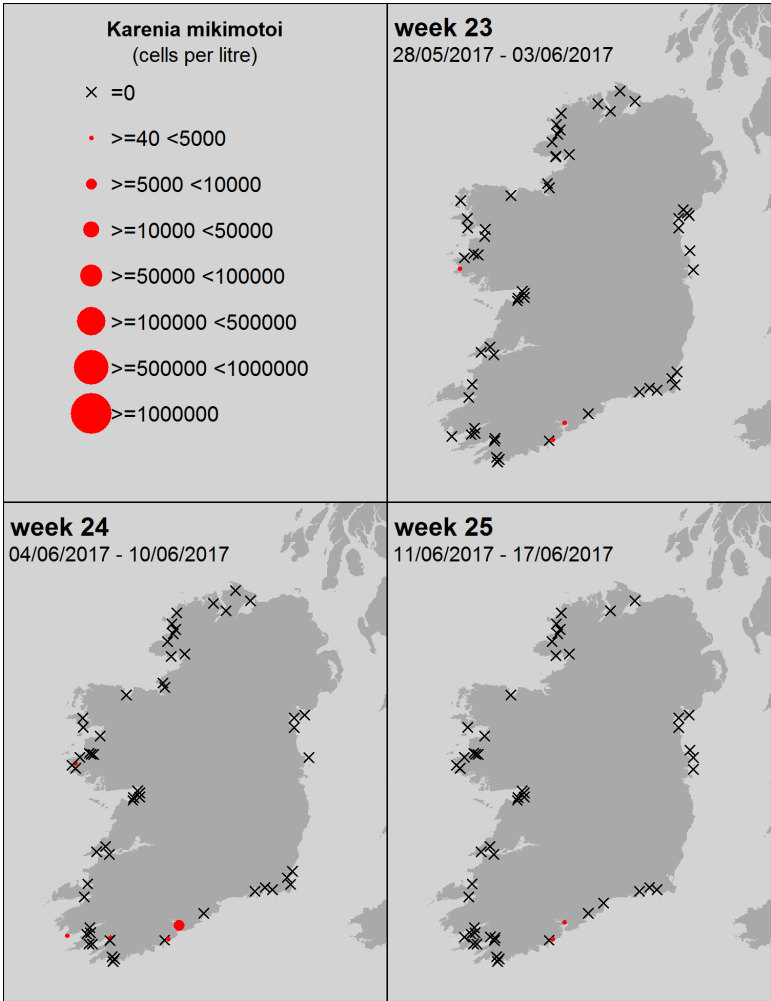 Karenia mikimotoi
(cells per litre)
=0
>=40 <5000
>=5000 <10000
>=10000 <50000
>=50000 <100000
>=100000 <500000
>=500000 <1000000
>=1000000
week 23
28/05/2017 - 03/06/2017
week 24
04/06/2017 - 10/06/2017
week 25
11/06/2017 - 17/06/2017